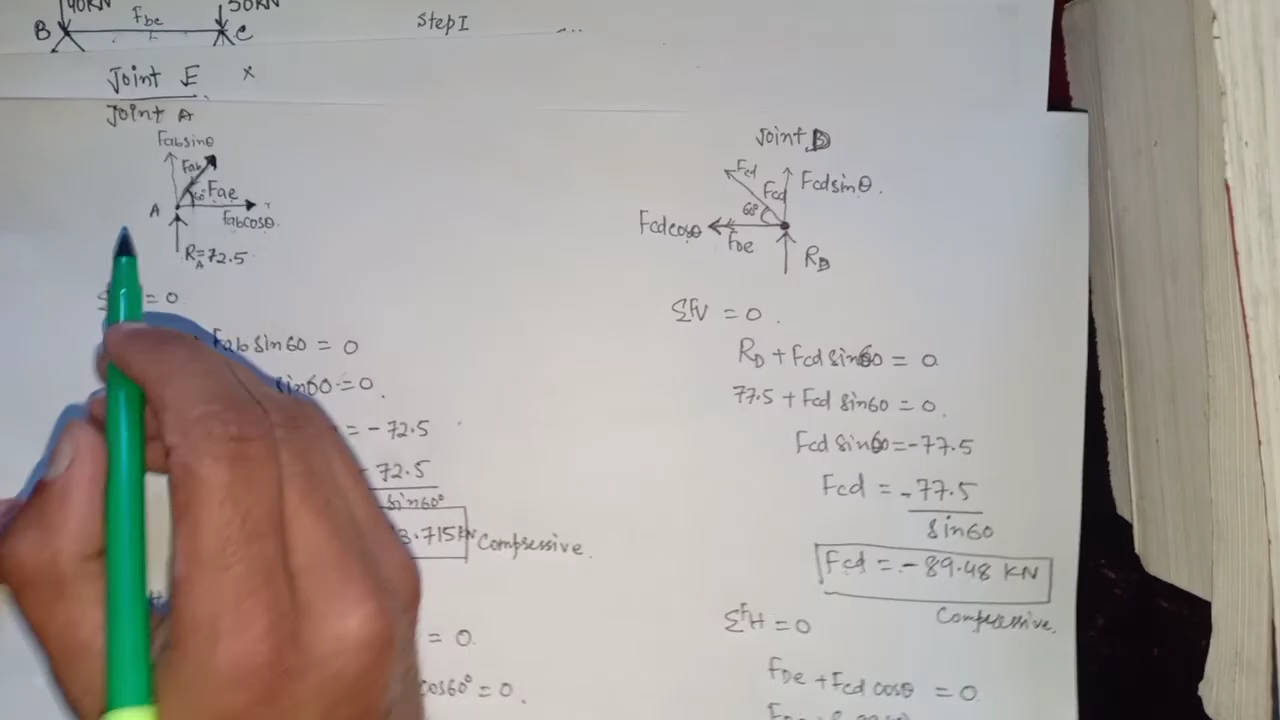 40KN
50KN
B
Fbe
C
Step I
...
Joint E ×
Joint A
Fabsinθ
Fab
60°
Fae
A
Fabcosθ.
RA=72.5
= 0
Fab sin60 = 0
sin60 = 0.
= -72.5
72.5
sin60°
3.715KN Compressive.
= 0.
cos60° = 0.
Joint D
Fcd
Fcd
Fcdsinθ.
60°
Fcdcosθ
FDe
RD
ΣFV = 0.
RD + Fcd sin60 = 0
77.5 + Fcd sin60 = 0.
Fcd sin60 = -77.5
Fcd = -77.5
sin60
Fcd = -89.48 KN
Compressive.
ΣFH = 0
FDe + Fcd cosθ = 0